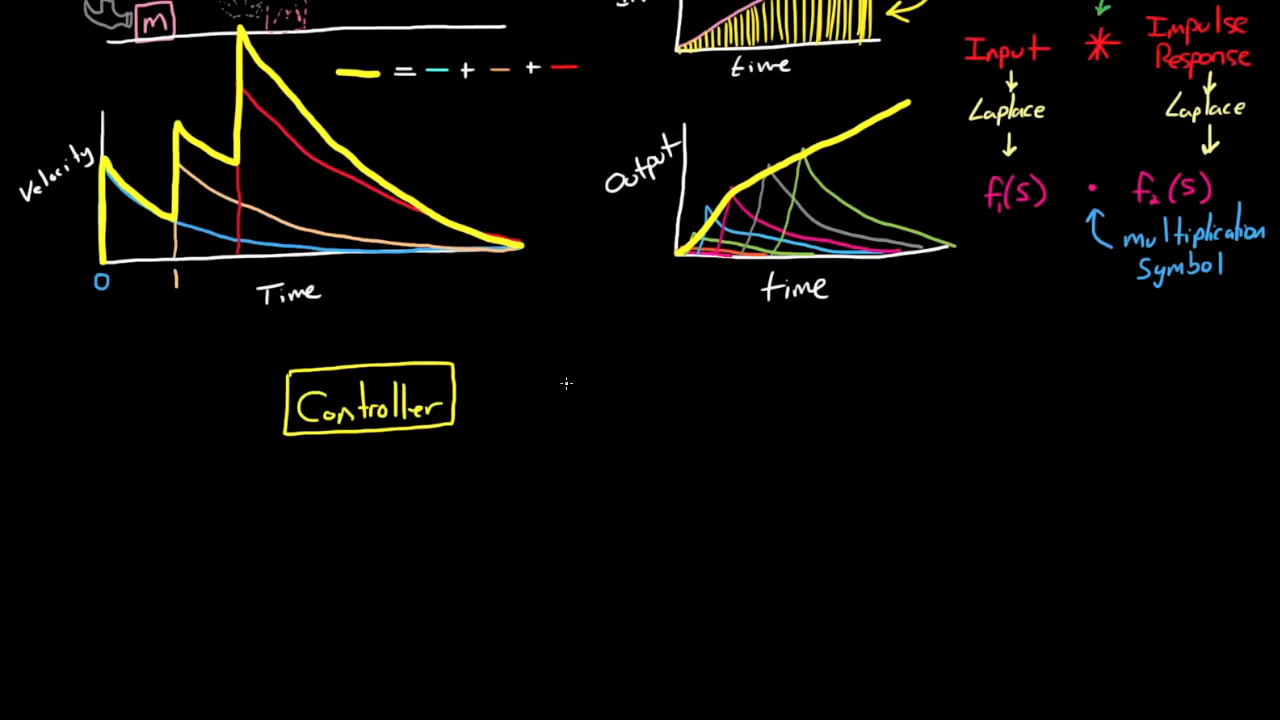 m
m
time
Input * Impulse
Response
= + +
Velocity
0
1
Time
Output
time
Laplace Laplace
f₁(s) · f₂(s)
multiplication
Symbol
Controller